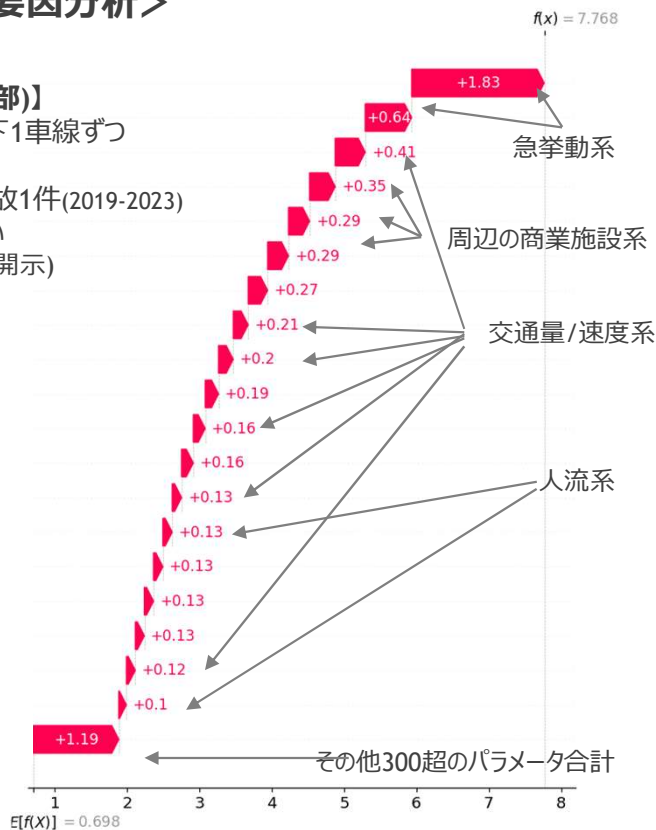 要因分析＞
f(x) = 7.768
部)】
下1車線ずつ
故1件(2019-2023)
い
開示)
+1.83
+0.64
急挙動系
+0.41
+0.35
+0.29
周辺の商業施設系
+0.29
+0.27
+0.21
交通量/速度系
+0.2
+0.19
+0.16
+0.16
人流系
+0.13
+0.13
+0.13
+0.13
+0.13
+0.12
+0.1
+1.19
その他300超のパラメータ合計
1 2 3 4 5 6 7 8
E[f(X)] = 0.698